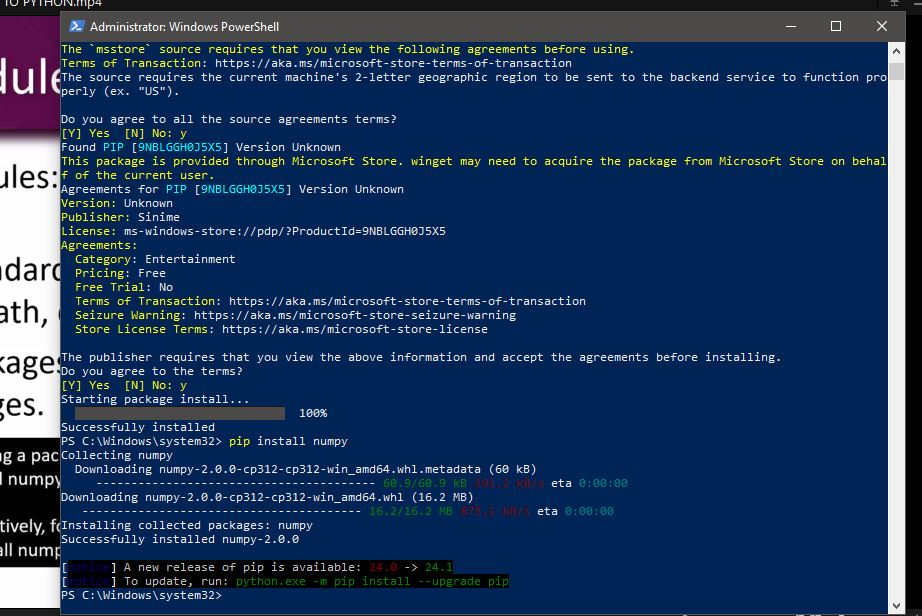 TO PYTHON.mp4
Administrator: Windows PowerShell
The `msstore` source requires that you view the following agreements before using.
Terms of Transaction: https://aka.ms/microsoft-store-terms-of-transaction
The source requires the current machine's 2-letter geographic region to be sent to the backend service to function pro
perly (ex. "US").
Do you agree to all the source agreements terms?
[Y] Yes  [N] No: y
Found PIP [9NBLGGH0J5X5] Version Unknown
This package is provided through Microsoft Store. winget may need to acquire the package from Microsoft Store on behal
f of the current user.
Agreements for PIP [9NBLGGH0J5X5] Version Unknown
Version: Unknown
Publisher: Sinime
License: ms-windows-store://pdp/?ProductId=9NBLGGH0J5X5
Agreements:
  Category: Entertainment
  Pricing: Free
  Free Trial: No
  Terms of Transaction: https://aka.ms/microsoft-store-terms-of-transaction
  Seizure Warning: https://aka.ms/microsoft-store-seizure-warning
  Store License Terms: https://aka.ms/microsoft-store-license
The publisher requires that you view the above information and accept the agreements before installing.
Do you agree to the terms?
[Y] Yes  [N] No: y
Starting package install...
100%
Successfully installed
PS C:\Windows\system32> pip install numpy
Collecting numpy
  Downloading numpy-2.0.0-cp312-cp312-win_amd64.whl.metadata (60 kB)
     ---------------------------------------- 60.9/60.9 kB 191.2 kB/s eta 0:00:00
Downloading numpy-2.0.0-cp312-cp312-win_amd64.whl (16.2 MB)
   ---------------------------------------- 16.2/16.2 MB 875.1 kB/s eta 0:00:00
Installing collected packages: numpy
Successfully installed numpy-2.0.0
[notice] A new release of pip is available: 24.0 -> 24.1
[notice] To update, run: python.exe -m pip install --upgrade pip
PS C:\Windows\system32>
dule
ules:
ndard
ath,
kages
ges.
ng a pac
l numpy
tively, fo
all nump